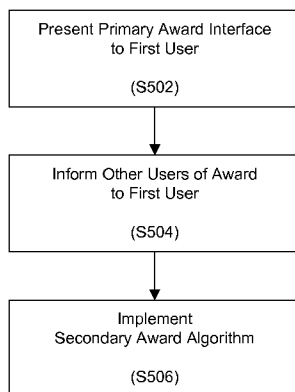 Present Primary Award Interface
to First User
(S502)
Inform Other Users of Award
to First User
(S504)
Implement
Secondary Award Algorithm
(S506)